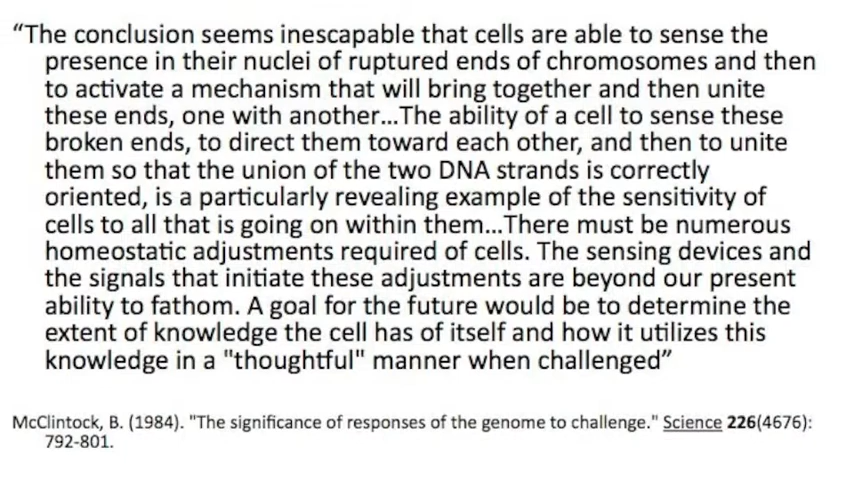 “The conclusion seems inescapable that cells are able to sense the
presence in their nuclei of ruptured ends of chromosomes and then
to activate a mechanism that will bring together and then unite
these ends, one with another...The ability of a cell to sense these
broken ends, to direct them toward each other, and then to unite
them so that the union of the two DNA strands is correctly
oriented, is a particularly revealing example of the sensitivity of
cells to all that is going on within them...There must be numerous
homeostatic adjustments required of cells. The sensing devices and
the signals that initiate these adjustments are beyond our present
ability to fathom. A goal for the future would be to determine the
extent of knowledge the cell has of itself and how it utilizes this
knowledge in a "thoughtful" manner when challenged”
McClintock, B. (1984). "The significance of responses of the genome to challenge." Science 226(4676):
792-801.